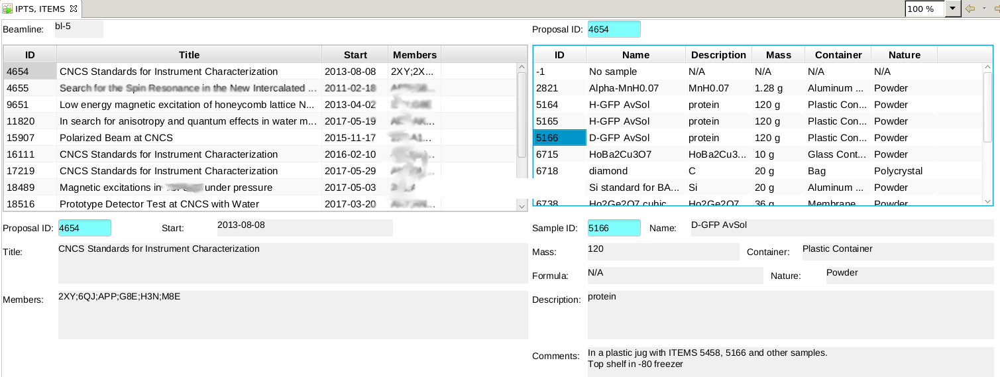 IPTS, ITEMS
100 %
Beamline: bl-5
Proposal ID: 4654
ID Title Start Members
4654 CNCS Standards for Instrument Characterization 2013-08-08 2XY;2X...
4655 Search for the Spin Resonance in the New Intercalated ... 2011-02-18
9651 Low energy magnetic excitation of honeycomb lattice N... 2013-04-02
11820 In search for anisotropy and quantum effects in water m... 2017-05-19
15907 Polarized Beam at CNCS 2015-11-17
16111 CNCS Standards for Instrument Characterization 2016-02-10
17219 CNCS Standards for Instrument Characterization 2017-05-29
18489 Magnetic excitations in under pressure 2017-05-03
18516 Prototype Detector Test at CNCS with Water 2017-03-20
ID Name Description Mass Container Nature
-1 No sample N/A N/A N/A N/A
2821 Alpha-MnH0.07 MnH0.07 1.28 g Aluminum ... Powder
5164 H-GFP AvSol protein 120 g Plastic Con... Powder
5165 H-GFP AvSol protein 120 g Plastic Con... Powder
5166 D-GFP AvSol protein 120 g Plastic Con... Powder
6715 HoBa2Cu3O7 HoBa2Cu3... 10 g Glass Cont... Powder
6718 diamond C 20 g Bag Polycrystal
Si standard for BA... Si 20 g Aluminum ... Powder
6738 Ho2Ge2O7 cubic Ho2Ge2O7 36 g Membrane Powder
Proposal ID: 4654 Start: 2013-08-08
Title: CNCS Standards for Instrument Characterization
Members: 2XY;6QJ;APP;G8E;H3N;M8E
Sample ID: 5166 Name: D-GFP AvSol
Mass: 120 Container: Plastic Container
Formula: N/A Nature: Powder
Description: protein
Comments: In a plastic jug with ITEMS 5458, 5166 and other samples.
Top shelf in -80 freezer